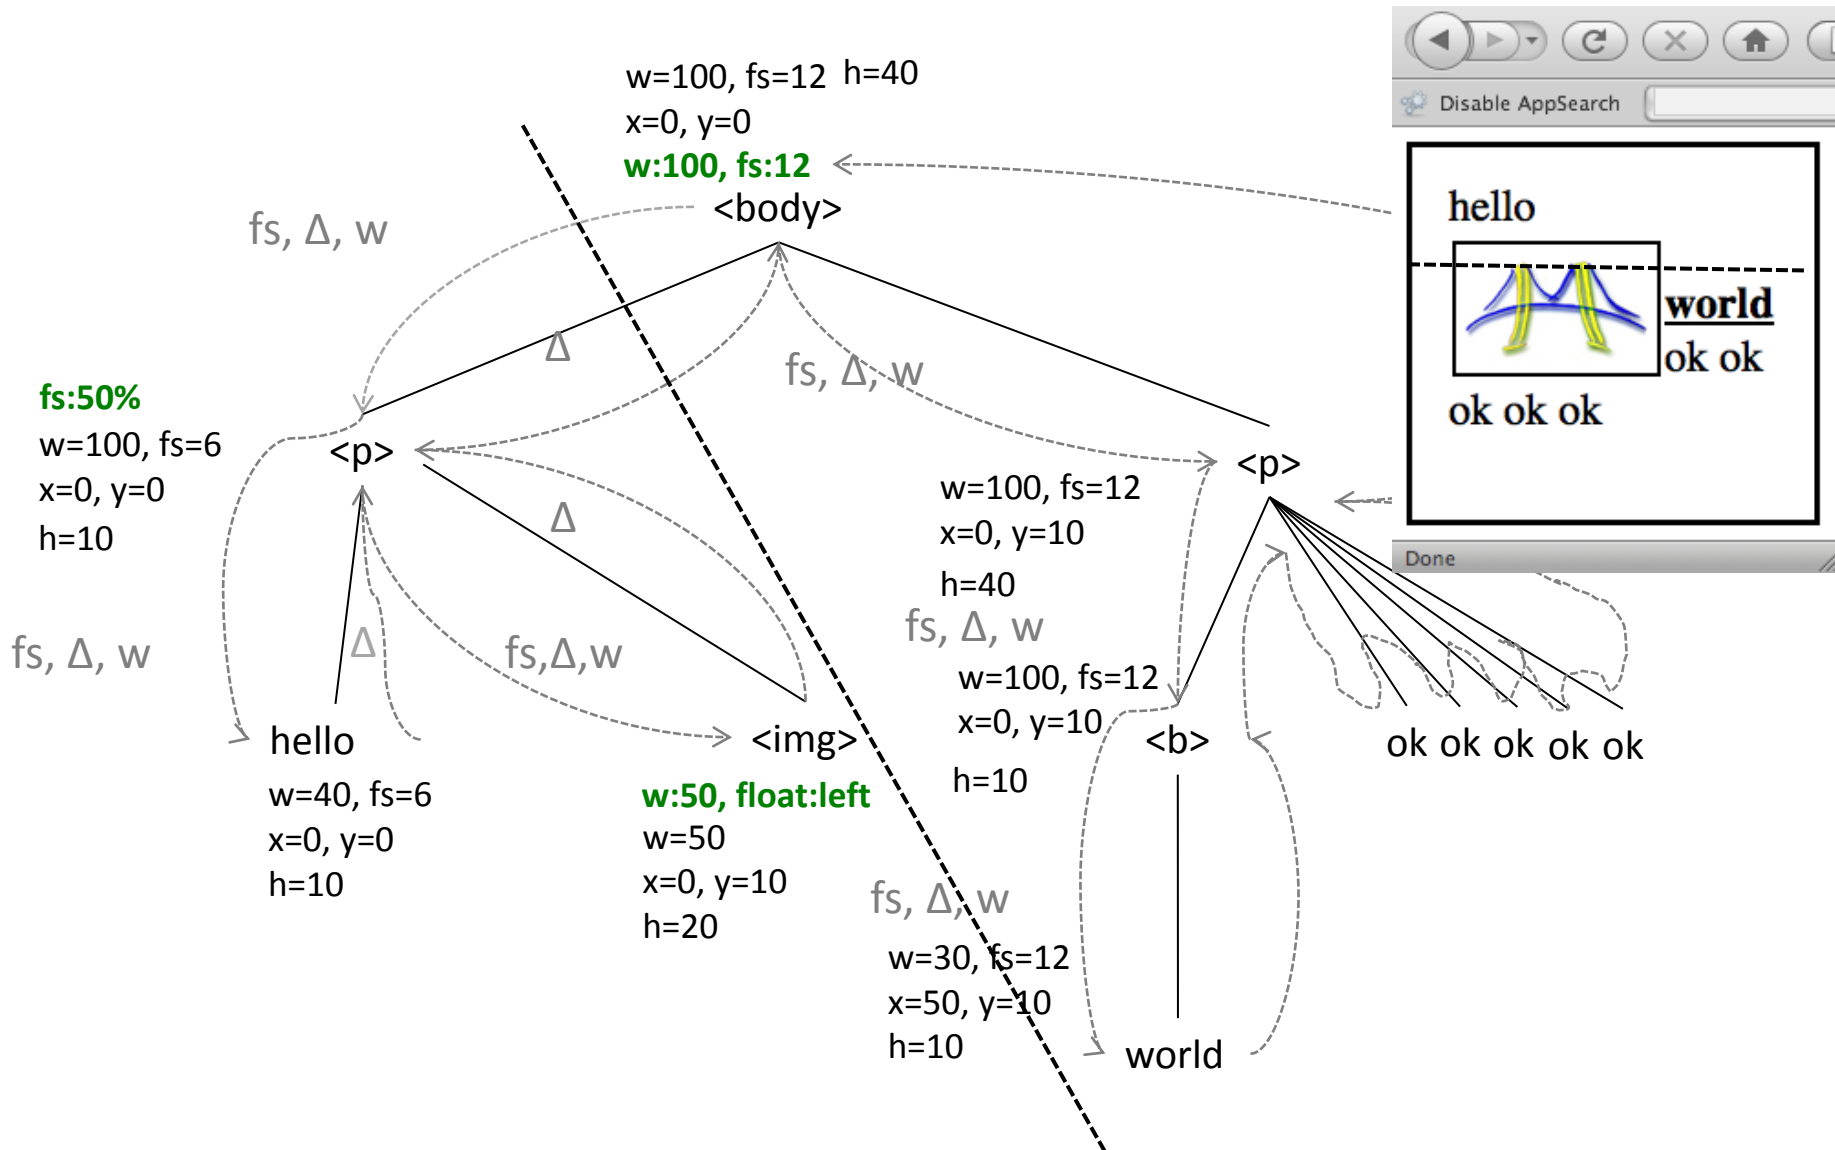 w=100, fs=12 h=40
x=0, y=0
w:100, fs:12
<body>
fs, Δ, w
Δ
fs, Δ, w
fs:50%
w=100, fs=6
x=0, y=0
h=10
<p>
Δ
<p>
w=100, fs=12
x=0, y=10
h=40
fs, Δ, w
Δ
fs,Δ,w
fs, Δ, w
w=100, fs=12
x=0, y=10
h=10
hello
w=40, fs=6
x=0, y=0
h=10
<img>
w:50, float:left
w=50
x=0, y=10
h=20
<b>
ok ok ok ok ok
fs, Δ, w
w=30, fs=12
x=50, y=10
h=10
world
Disable AppSearch
hello
world
ok ok
ok ok ok
Done